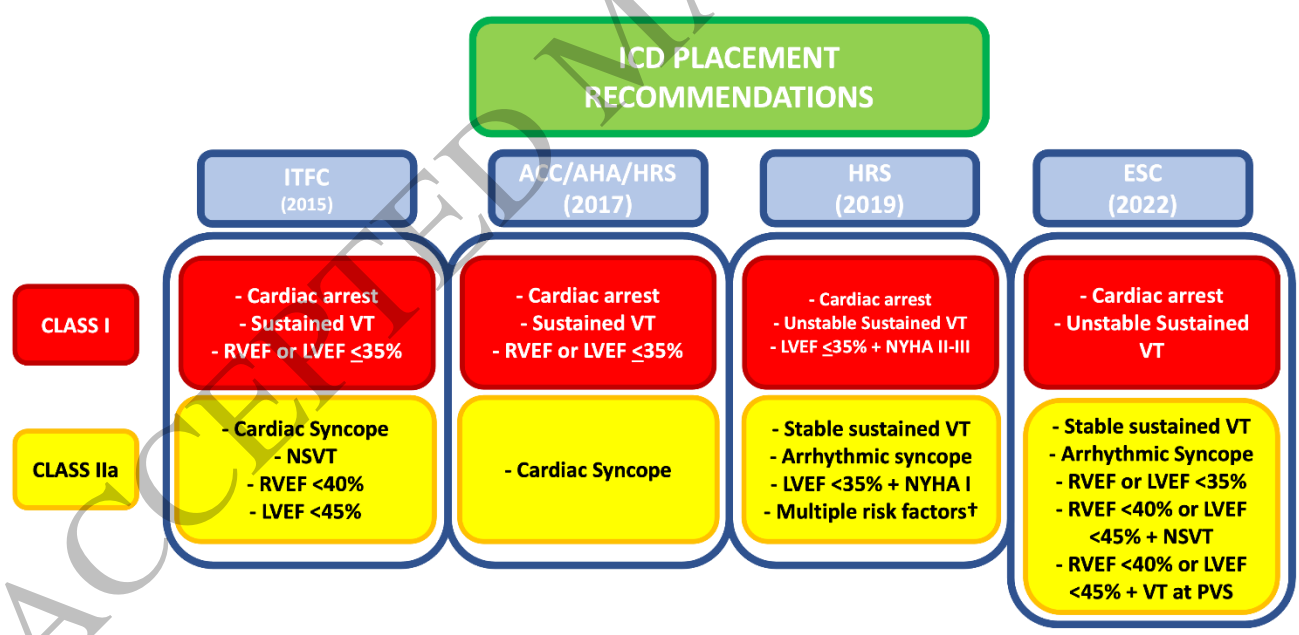 ICD PLACEMENT
RECOMMENDATIONS
ITFC
(2015)
ACC/AHA/HRS
(2017)
HRS
(2019)
ESC
(2022)
CLASS I
- Cardiac arrest
- Sustained VT
- RVEF or LVEF ≤35%
- Cardiac arrest
- Sustained VT
- RVEF or LVEF ≤35%
- Cardiac arrest
- Unstable Sustained VT
- LVEF ≤35% + NYHA II-III
- Cardiac arrest
- Unstable Sustained
VT
CLASS IIa
- Cardiac Syncope
- NSVT
- RVEF <40%
- LVEF <45%
- Cardiac Syncope
- Stable sustained VT
- Arrhythmic syncope
- LVEF <35% + NYHA I
- Multiple risk factors†
- Stable sustained VT
- Arrhythmic Syncope
- RVEF or LVEF <35%
- RVEF <40% or LVEF
<45% + NSVT
- RVEF <40% or LVEF
<45% + VT at PVS
ACCEPTED MA